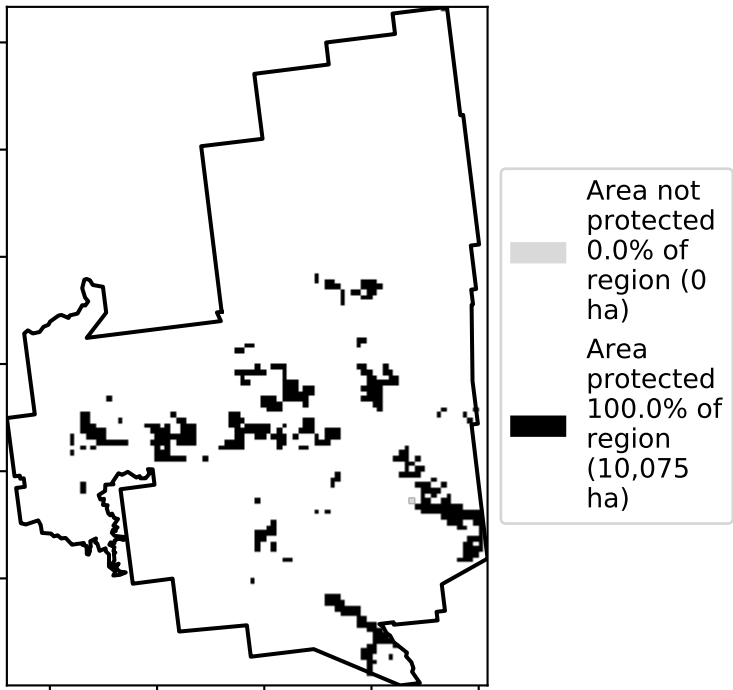 Area not
protected
0.0% of
region (0
ha)
Area
protected
100.0% of
region
(10,075
ha)